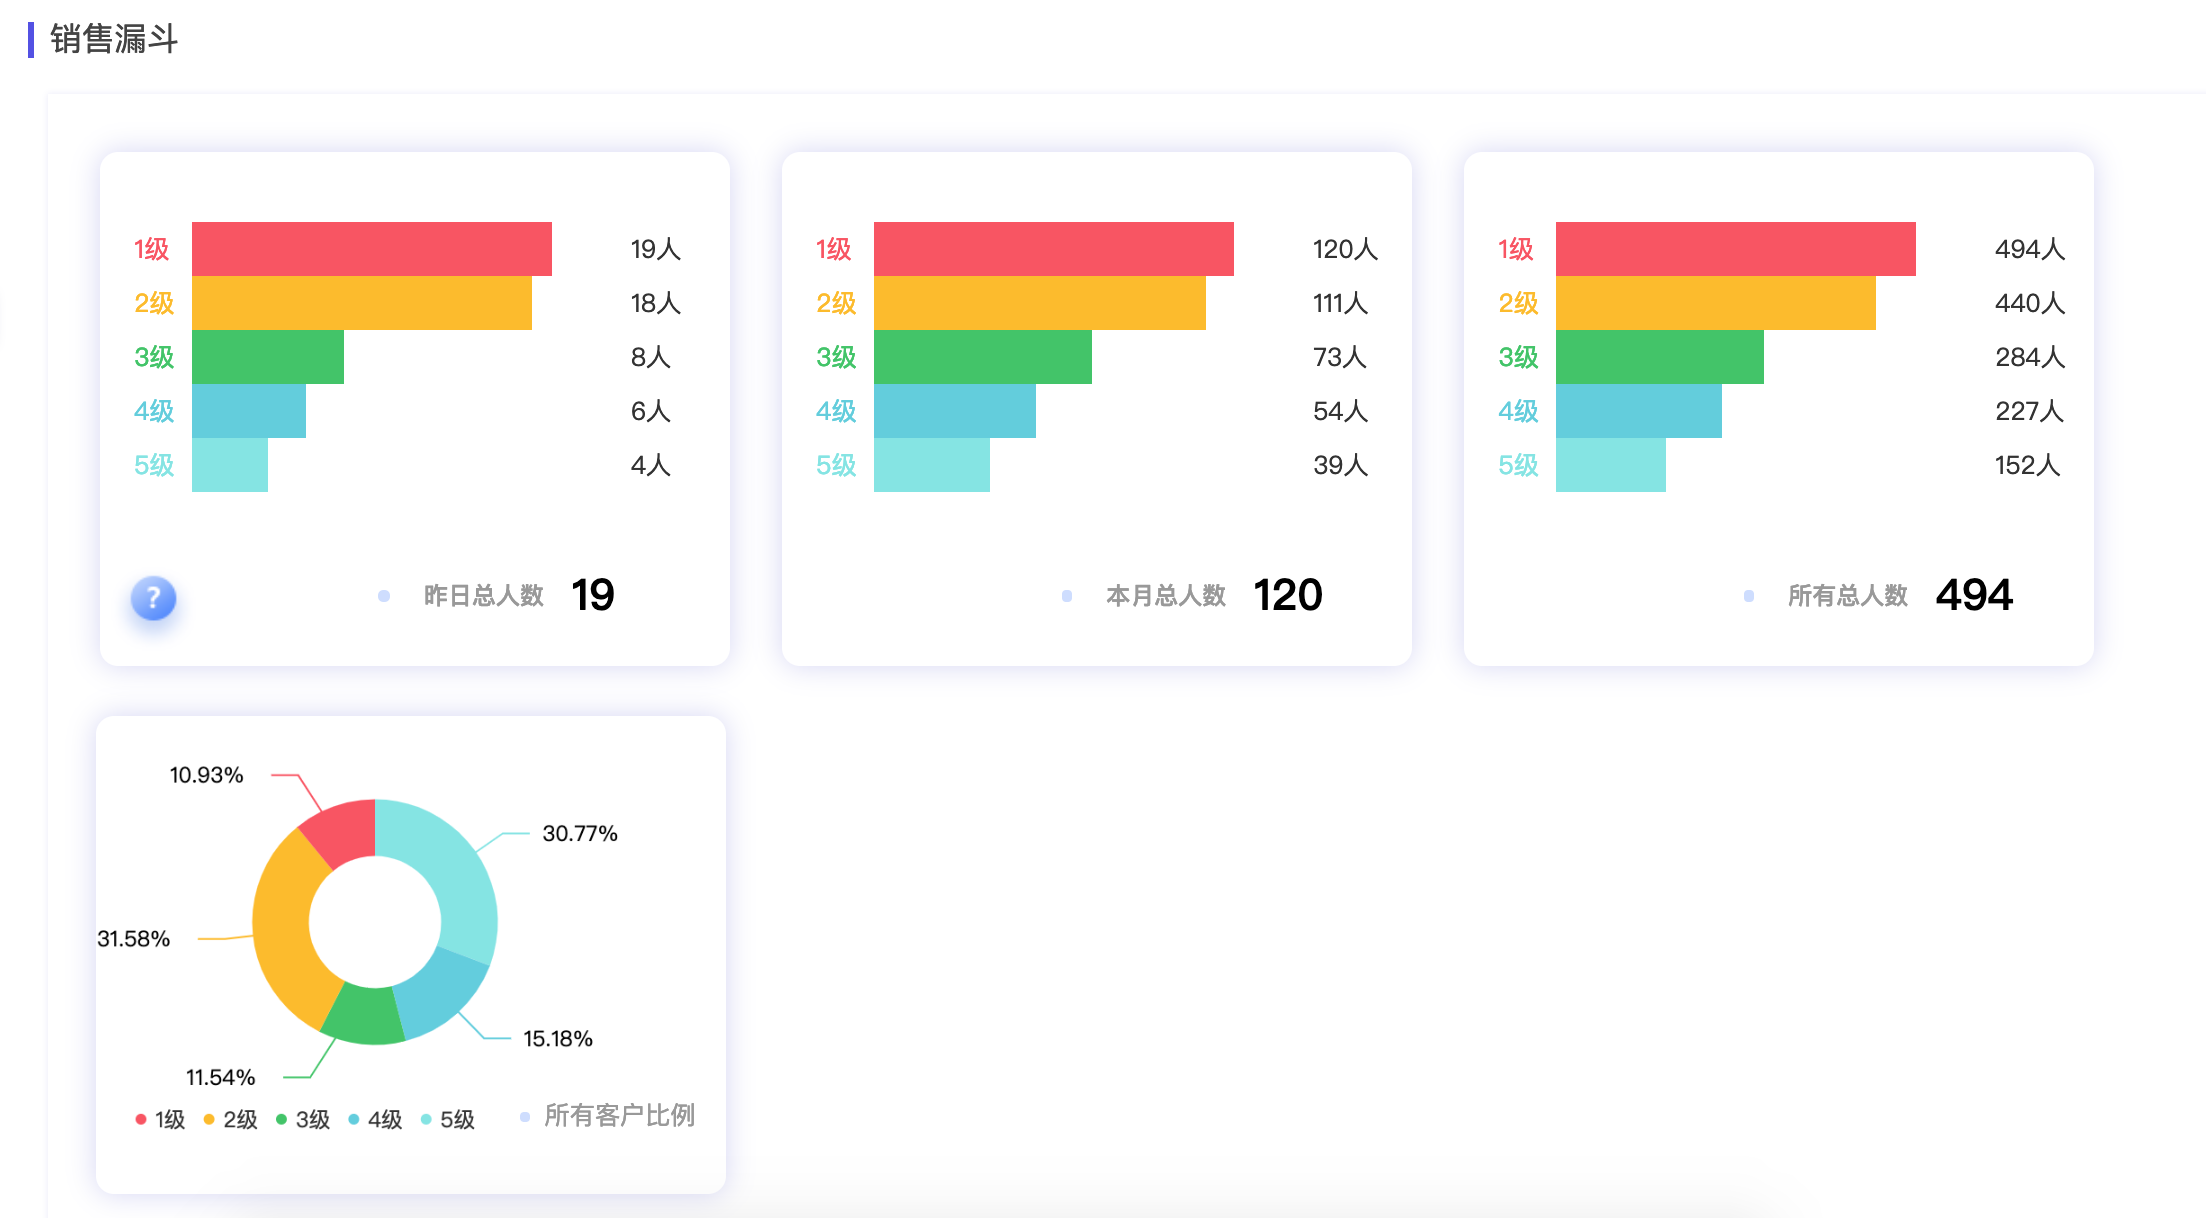 销售漏斗
1级 19人
2级 18人
3级 8人
4级 6人
5级 4人
? 昨日总人数 19
1级 120人
2级 111人
3级 73人
4级 54人
5级 39人
本月总人数 120
1级 494人
2级 440人
3级 284人
4级 227人
5级 152人
所有总人数 494
10.93%
30.77%
31.58%
15.18%
11.54%
1级 2级 3级 4级 5级 所有客户比例